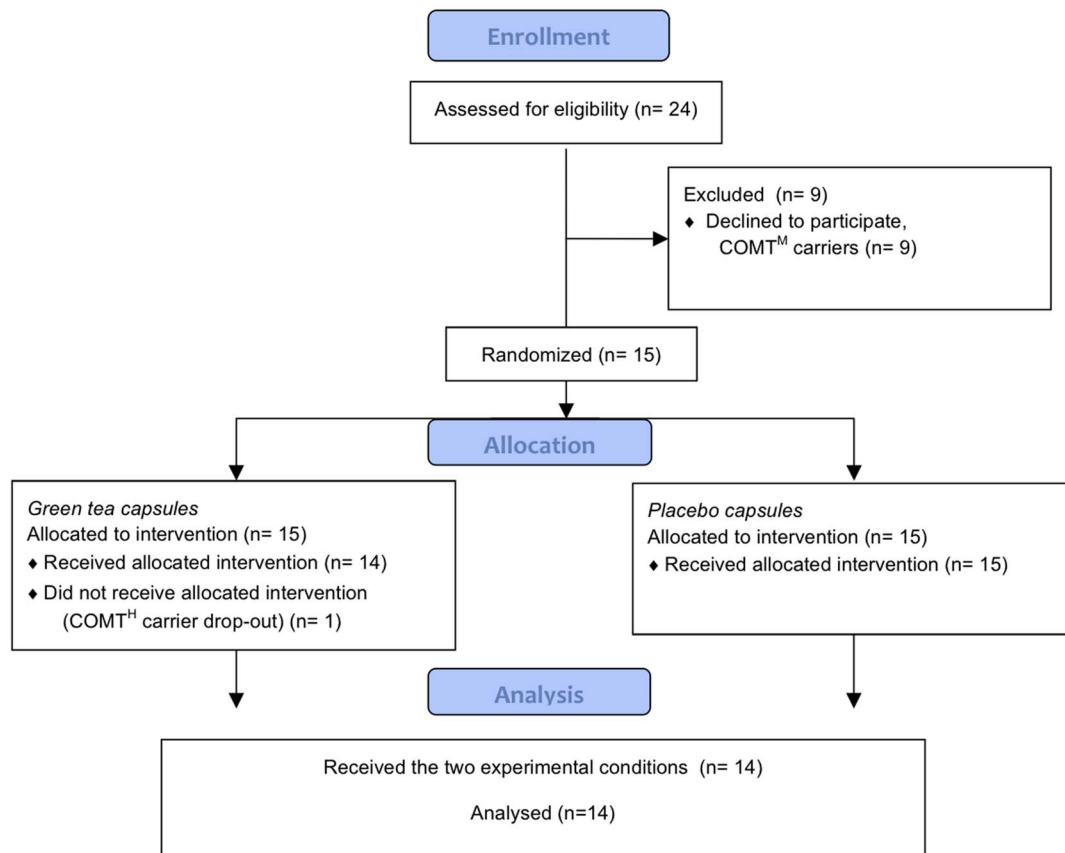 Enrollment
Assessed for eligibility (n= 24)
Excluded  (n= 9)
♦ Declined to participate,
COMTᴹ carriers (n= 9)
Randomized (n= 15)
Allocation
Green tea capsules
Allocated to intervention (n= 15)
♦ Received allocated intervention (n= 14)
♦ Did not receive allocated intervention
(COMTᴴ carrier drop-out) (n= 1)
Placebo capsules
Allocated to intervention (n= 15)
♦ Received allocated intervention (n= 15)
Analysis
Received the two experimental conditions  (n= 14)
Analysed (n=14)